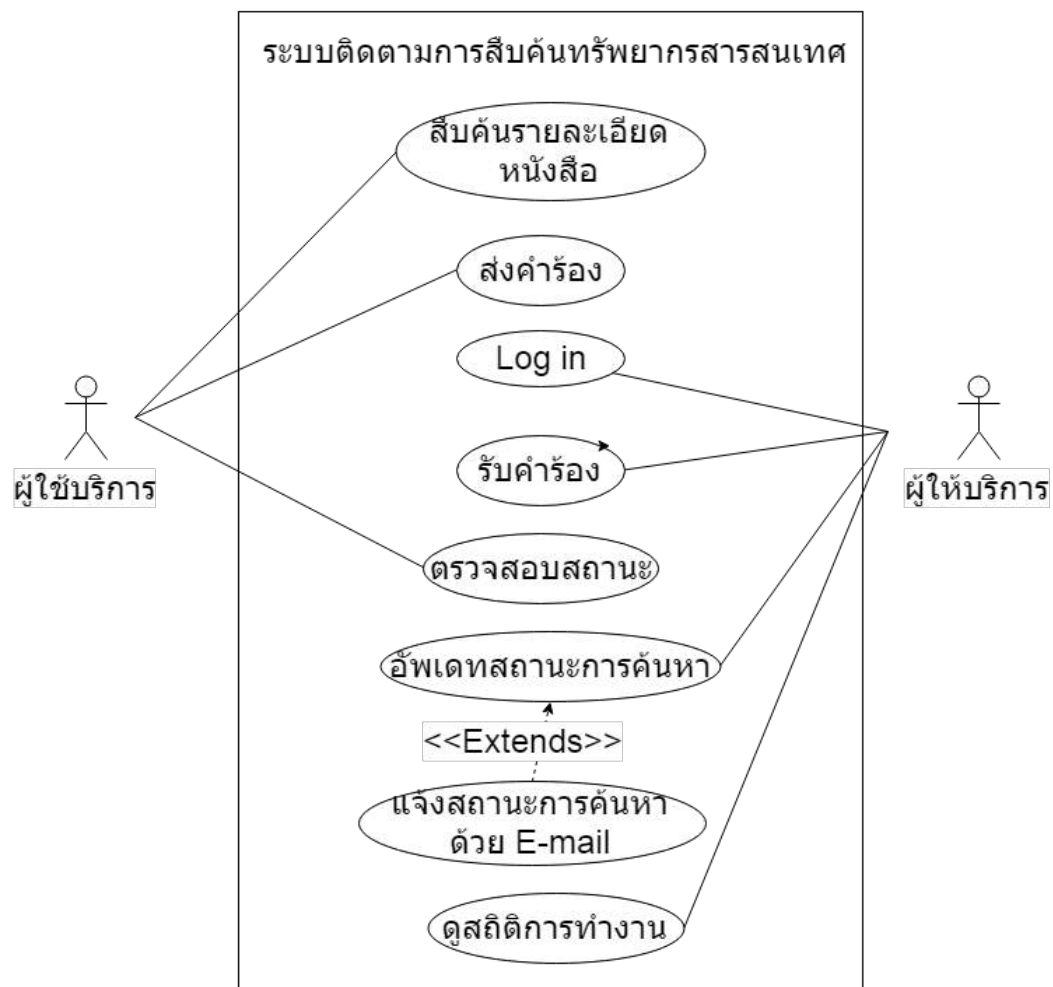 ระบบติดตามการสืบค้นทรัพยากรสารสนเทศ
สืบค้นรายละเอียด
หนังสือ
ส่งคำร้อง
Log in
รับคำร้อง
ผู้ใช้บริการ
ผู้ให้บริการ
ตรวจสอบสถานะ
อัพเดทสถานะการค้นหา
<<Extends>>
แจ้งสถานะการค้นหา
ด้วย E-mail
ดูสถิติการทำงาน